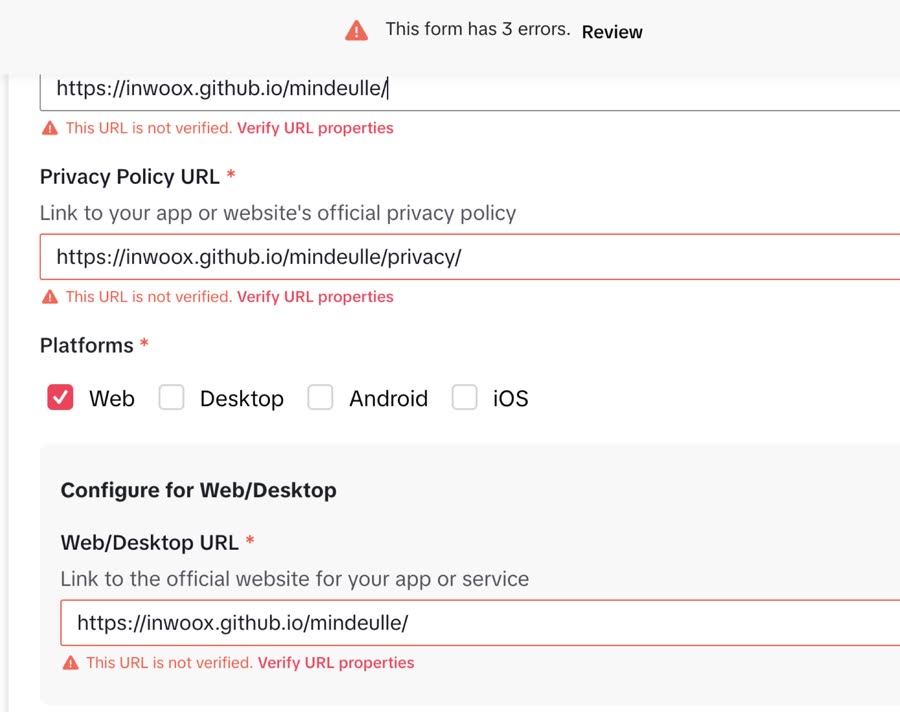 This form has 3 errors. Review
https://inwoox.github.io/mindeulle/
This URL is not verified. Verify URL properties
Privacy Policy URL *
Link to your app or website's official privacy policy
https://inwoox.github.io/mindeulle/privacy/
This URL is not verified. Verify URL properties
Platforms *
Web Desktop Android iOS
Configure for Web/Desktop
Web/Desktop URL *
Link to the official website for your app or service
https://inwoox.github.io/mindeulle/
This URL is not verified. Verify URL properties